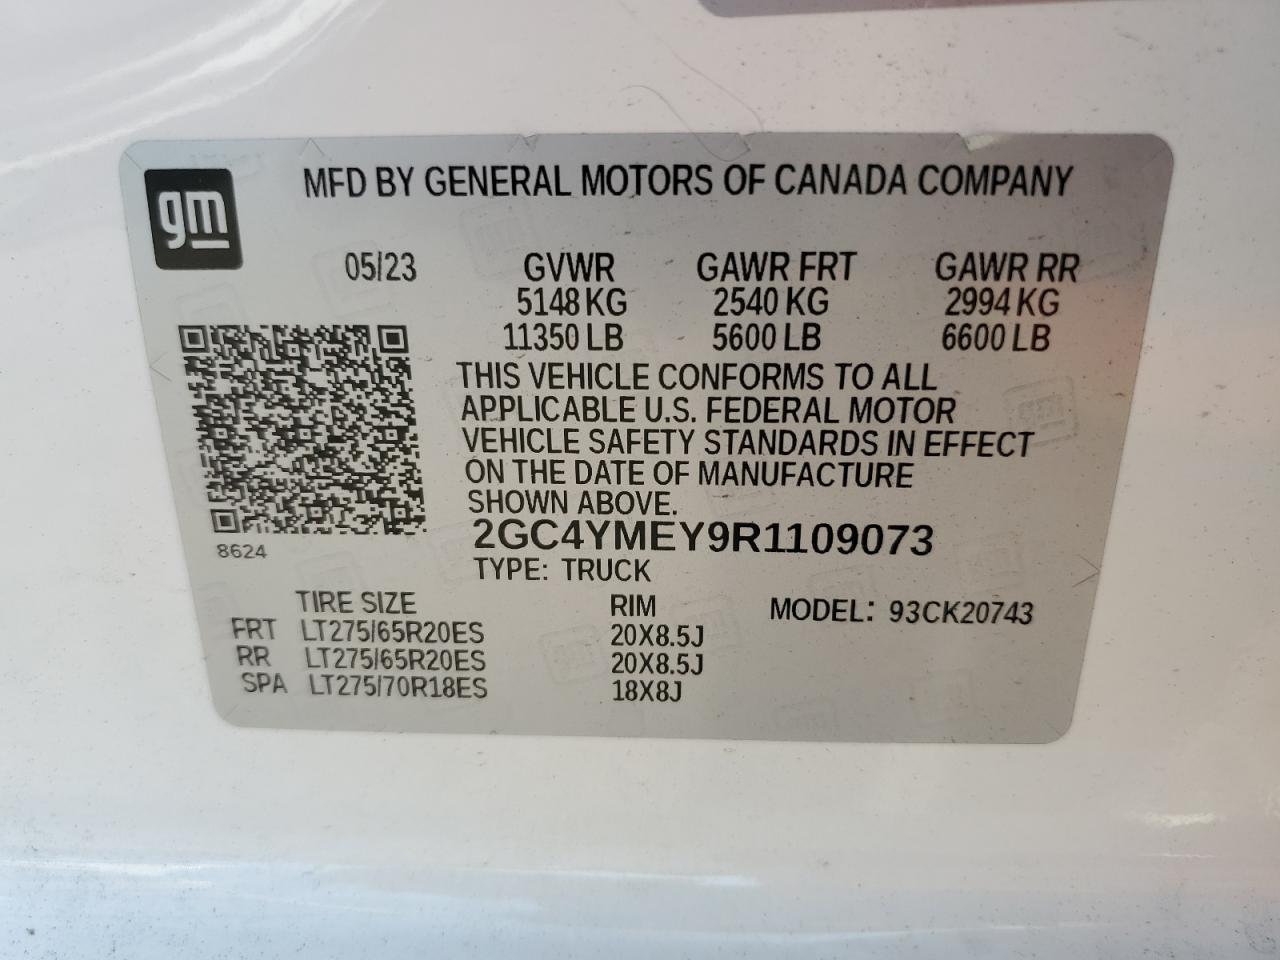 gm
MFD BY GENERAL MOTORS OF CANADA COMPANY
05/23 GVWR GAWR FRT GAWR RR
5148 KG 2540 KG 2994 KG
11350 LB 5600 LB 6600 LB
THIS VEHICLE CONFORMS TO ALL
APPLICABLE U.S. FEDERAL MOTOR
VEHICLE SAFETY STANDARDS IN EFFECT
ON THE DATE OF MANUFACTURE
SHOWN ABOVE.
2GC4YMEY9R1109073
8624
TYPE: TRUCK
TIRE SIZE RIM MODEL: 93CK20743
FRT LT275/65R20ES 20X8.5J
RR LT275/65R20ES 20X8.5J
SPA LT275/70R18ES 18X8J